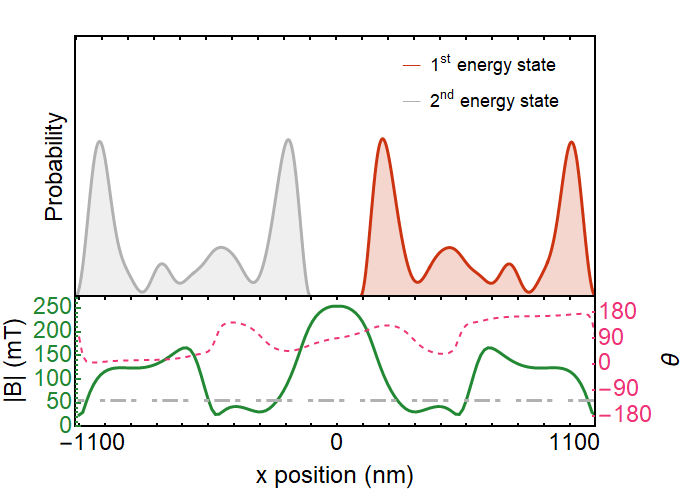 1st energy state
2nd energy state
Probability
250
200
150
100
50
0
|B| (mT)
180
90
0
−90
−180
θ
−1100
0
1100
x position (nm)